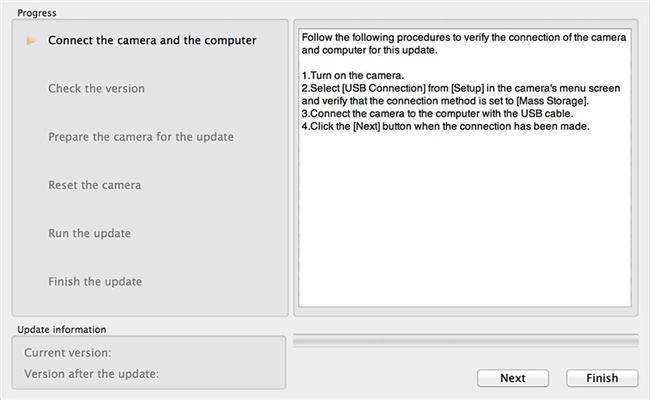 Progress
Connect the camera and the computer
Check the version
Prepare the camera for the update
Reset the camera
Run the update
Finish the update
Follow the following procedures to verify the connection of the camera
and computer for this update.
1.Turn on the camera.
2.Select [USB Connection] from [Setup] in the camera's menu screen
and verify that the connection method is set to [Mass Storage].
3.Connect the camera to the computer with the USB cable.
4.Click the [Next] button when the connection has been made.
Update information
Current version:
Version after the update:
Next
Finish